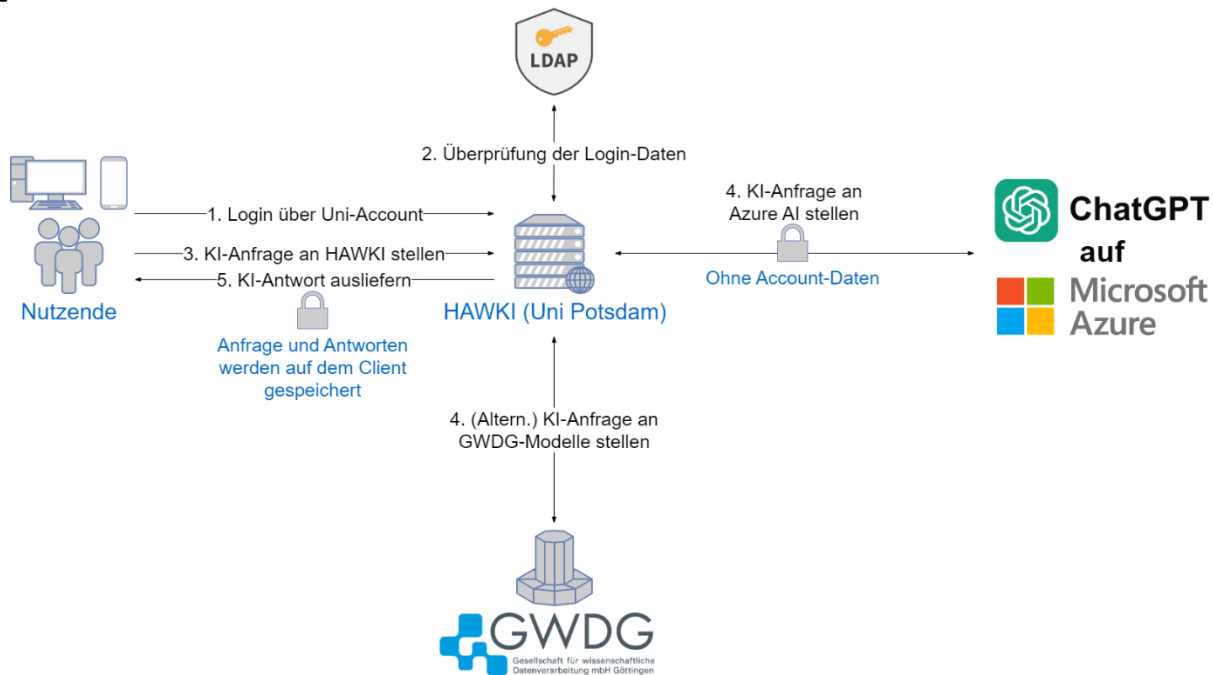 LDAP
2. Überprüfung der Login-Daten
1. Login über Uni-Account
3. KI-Anfrage an HAWKI stellen
5. KI-Antwort ausliefern
Nutzende
Anfrage und Antworten
werden auf dem Client
gespeichert
HAWKI (Uni Potsdam)
4. KI-Anfrage an
Azure AI stellen
Ohne Account-Daten
ChatGPT
auf
Microsoft
Azure
4. (Altern.) KI-Anfrage an
GWDG-Modelle stellen
GWDG
Gesellschaft für wissenschaftliche
Datenverarbeitung mbH Göttingen